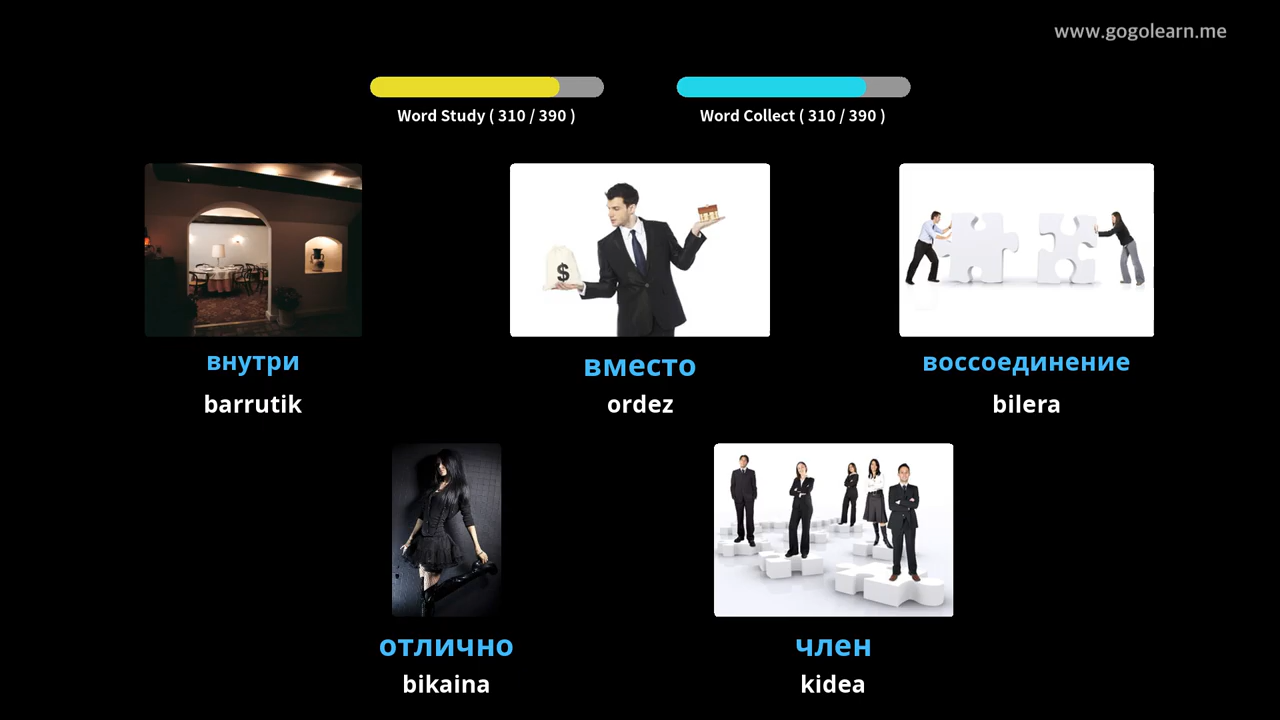 www.gogolearn.me
Word Study ( 310 / 390 )
Word Collect ( 310 / 390 )
внутри
barrutik
вместо
ordez
воссоединение
bilera
$
отлично
bikaina
член
kidea